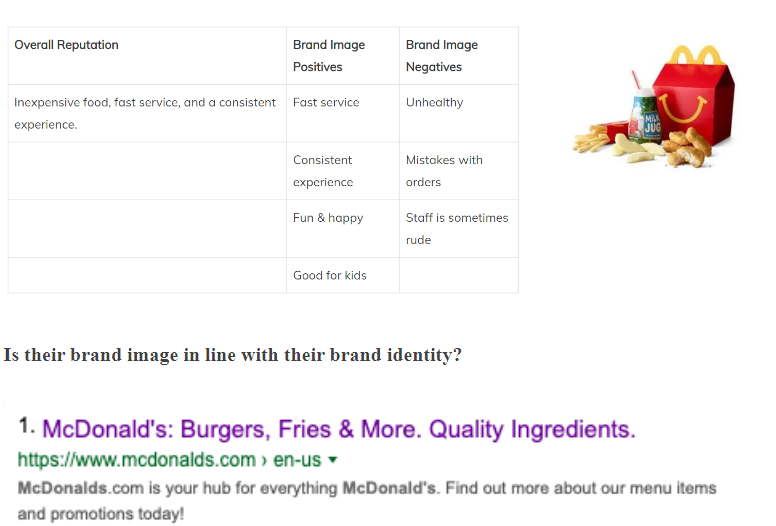 Overall Reputation
Brand Image
Positives
Brand Image
Negatives
Inexpensive food, fast service, and a consistent
experience.
Fast service
Unhealthy
Consistent
experience
Mistakes with
orders
Fun & happy
Staff is sometimes
rude
Good for kids
MILK
JUG
Is their brand image in line with their brand identity?
1. McDonald's: Burgers, Fries & More. Quality Ingredients.
https://www.mcdonalds.com › en-us ▾
McDonalds.com is your hub for everything McDonald's. Find out more about our menu items
and promotions today!